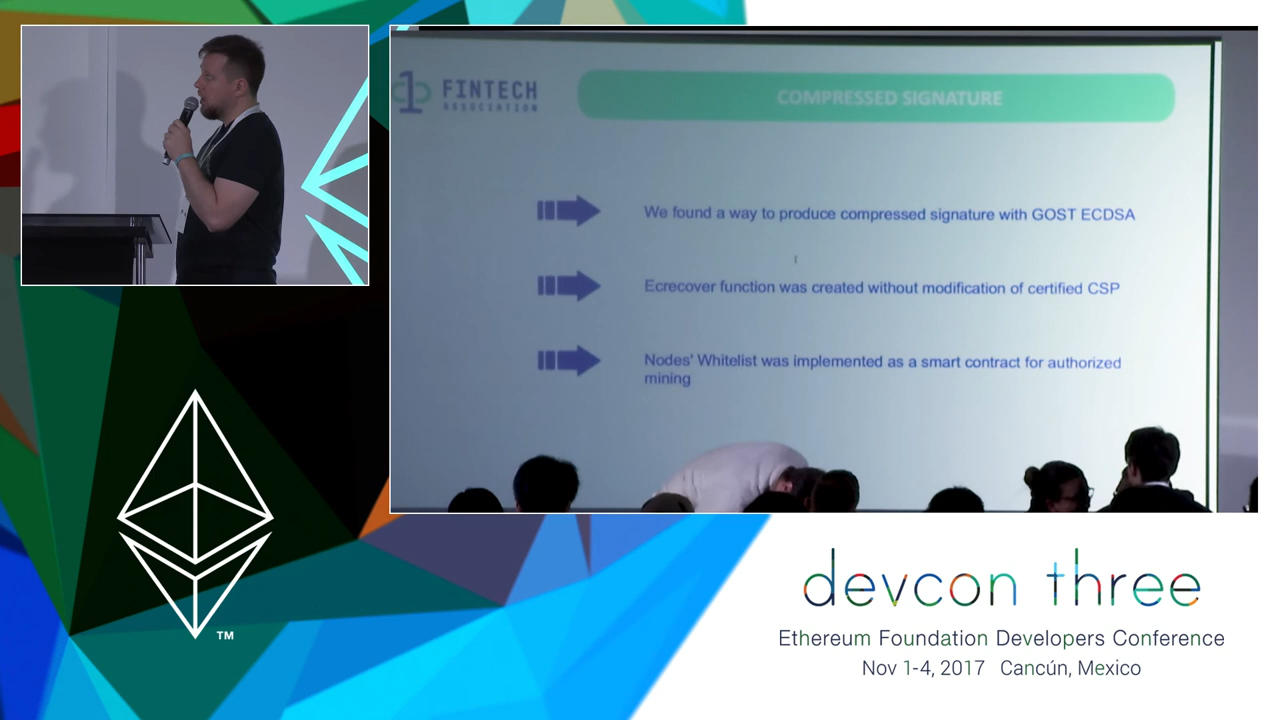 FINTECH
ASSOCIATION
COMPRESSED SIGNATURE
We found a way to produce compressed signature with GOST ECDSA
Ecrecover function was created without modification of certified CSP
Nodes' Whitelist was implemented as a smart contract for authorized
mining
TM
devcon three
Ethereum Foundation Developers Conference
Nov 1-4, 2017 Cancún, Mexico